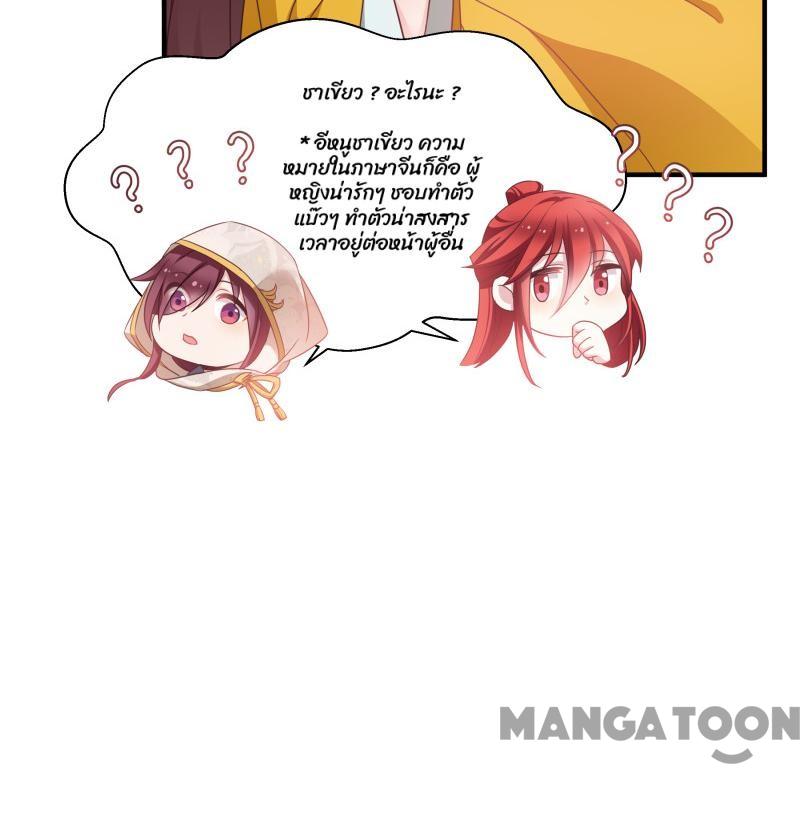 ชาเขียว ? อะไรนะ ?
* อีหนูชาเขียว ความ
หมายในภาษาจีนก็คือ ผู้
หญิงน่ารักๆ ชอบทำตัว
แบ๊วๆ ทำตัวน่าสงสาร
เวลาอยู่ต่อหน้าผู้อื่น
? ? ?
? ? ?
MANGA TOON